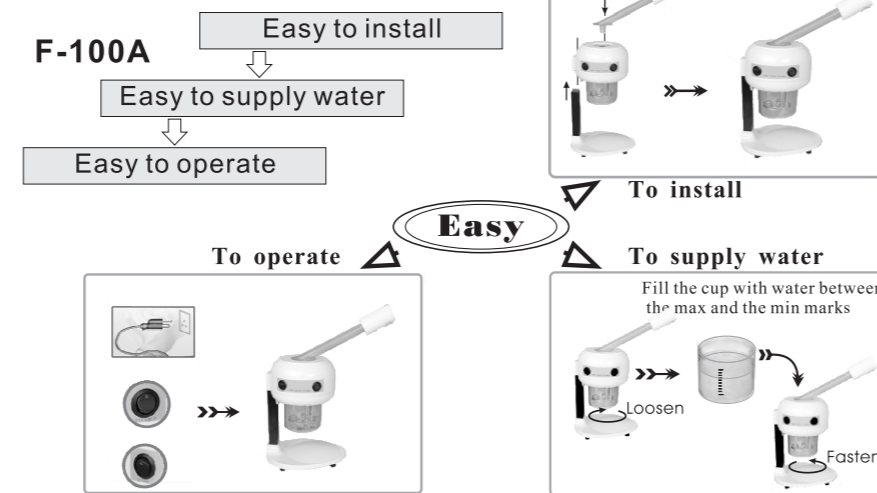 Easy to install
F-100A
Easy to supply water
Easy to operate
To install
Easy
To operate
To supply water
Fill the cup with water between
the max and the min marks
Loosen
Fasten